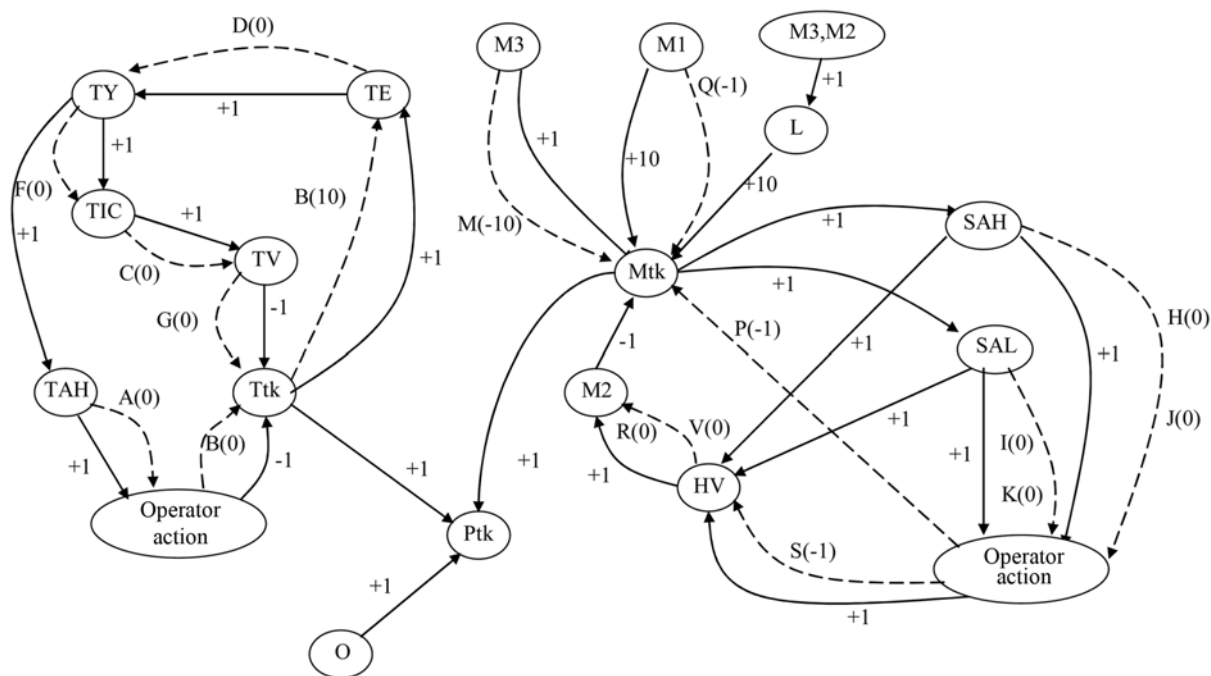 D(0)
M3
M1
M3,M2
TY
TE
Q(-1)
+1
+1
L
+1
+1
+10
+10
F(0)
B(10)
TIC
+1
M(-10)
+1
SAH
+1
C(0)
TV
+1
Mtk
+1
G(0)
-1
P(-1)
H(0)
-1
+1
SAL
+1
TAH
A(0)
Ttk
M2
+1
J(0)
B(0)
R(0)
V(0)
I(0)
+1
-1
+1
+1
+1
+1
K(0)
HV
Operator
action
Ptk
S(-1)
Operator
action
+1
+1
O